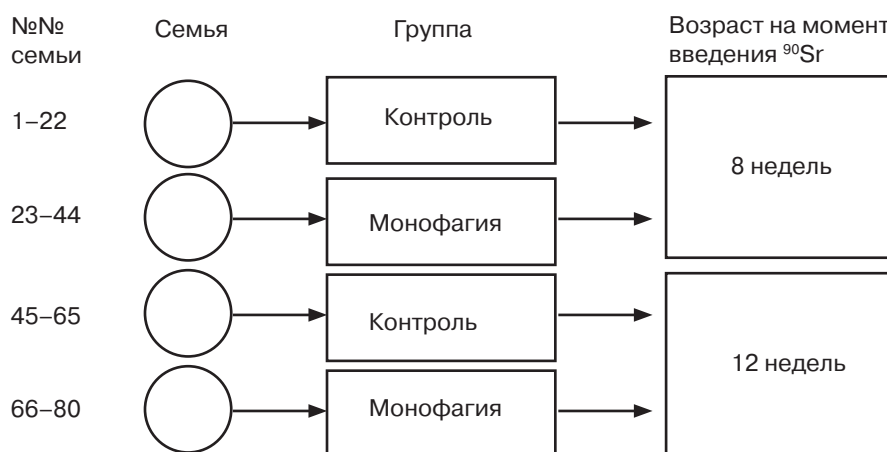 №№ семьи
Семья
Группа
Возраст на момент
введения ⁹⁰Sr
1–22
Контроль
8 недель
23–44
Монофагия
45–65
Контроль
12 недель
66–80
Монофагия